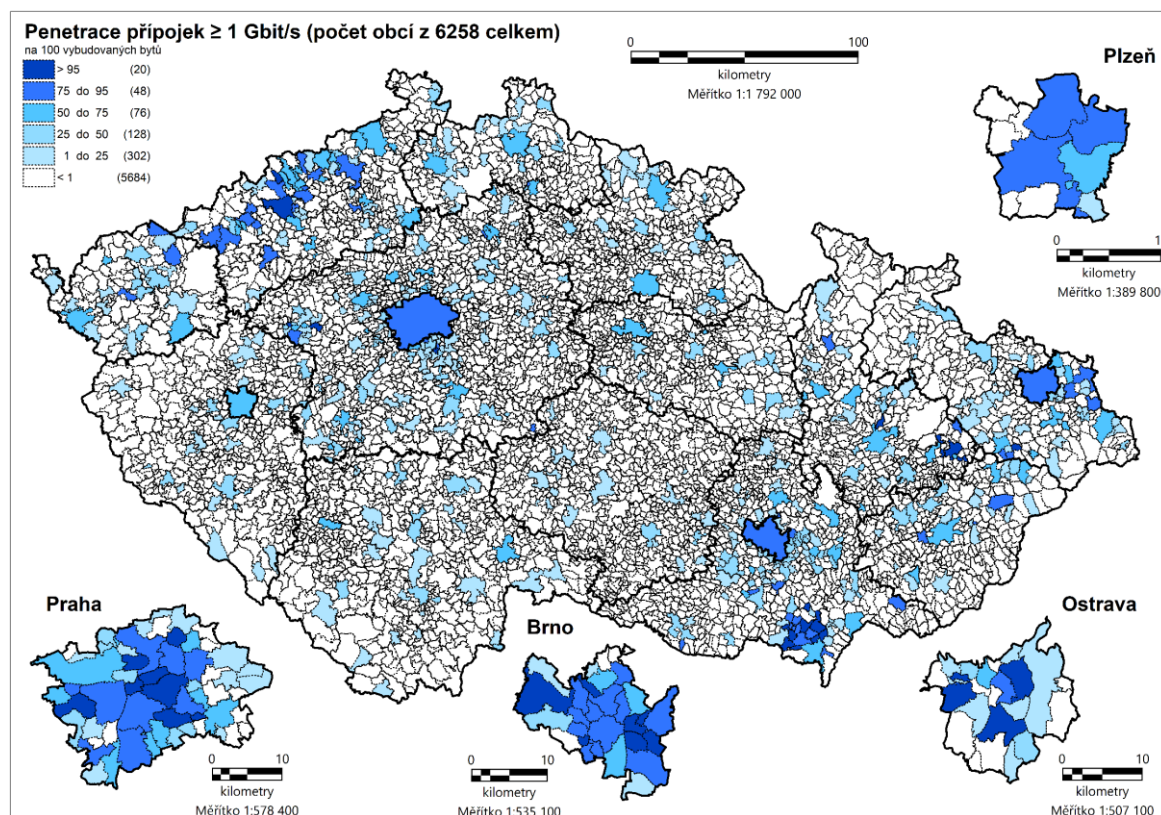 Penetrace přípojek ≥ 1 Gbit/s (počet obcí z 6258 celkem)
na 100 vybudovaných bytů
> 95 (20)
75 do 95 (48)
50 do 75 (76)
25 do 50 (128)
1 do 25 (302)
< 1 (5684)
0 100
kilometry
Měřítko 1:1 792 000
Plzeň
0 1
kilometry
Měřítko 1:389 800
Praha
0 10
kilometry
Měřítko 1:578 400
Brno
0 10
kilometry
Měřítko 1:535 100
Ostrava
0 10
kilometry
Měřítko 1:507 100